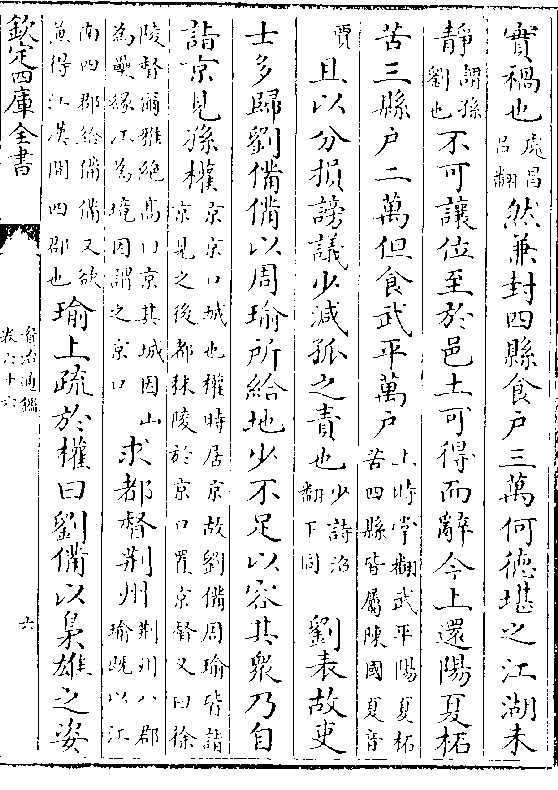 實禍也處昌呂翻然兼封四縣食戶三萬何德堪之江湖未
靜謂孫劉也不可讓位至於邑土可得而辭今上還陽夏柘
苦三縣戶二萬但食武平萬戶上時掌翻武平陽夏柘苦四縣皆屬陳國夏音
賈且以分損謗議少減孤之責也少詩沼翻下同劉表故吏
士多歸劉備備以周瑜所給地少不足以容其衆乃自
詣京見孫權京京口城也權時居京故劉備周瑜皆詣京見之後都秣陵於京口置京督又曰徐
陵督爾雅絶高曰京其城因山為壘緣江為境因謂之京口求都督荆州荆州八郡瑜既以江
南四郡給備備又欲兼得江漢間四郡也瑜上疏於權曰劉備以梟雄之姿
欽定四庫全書
資治通鑑
卷六十六
六